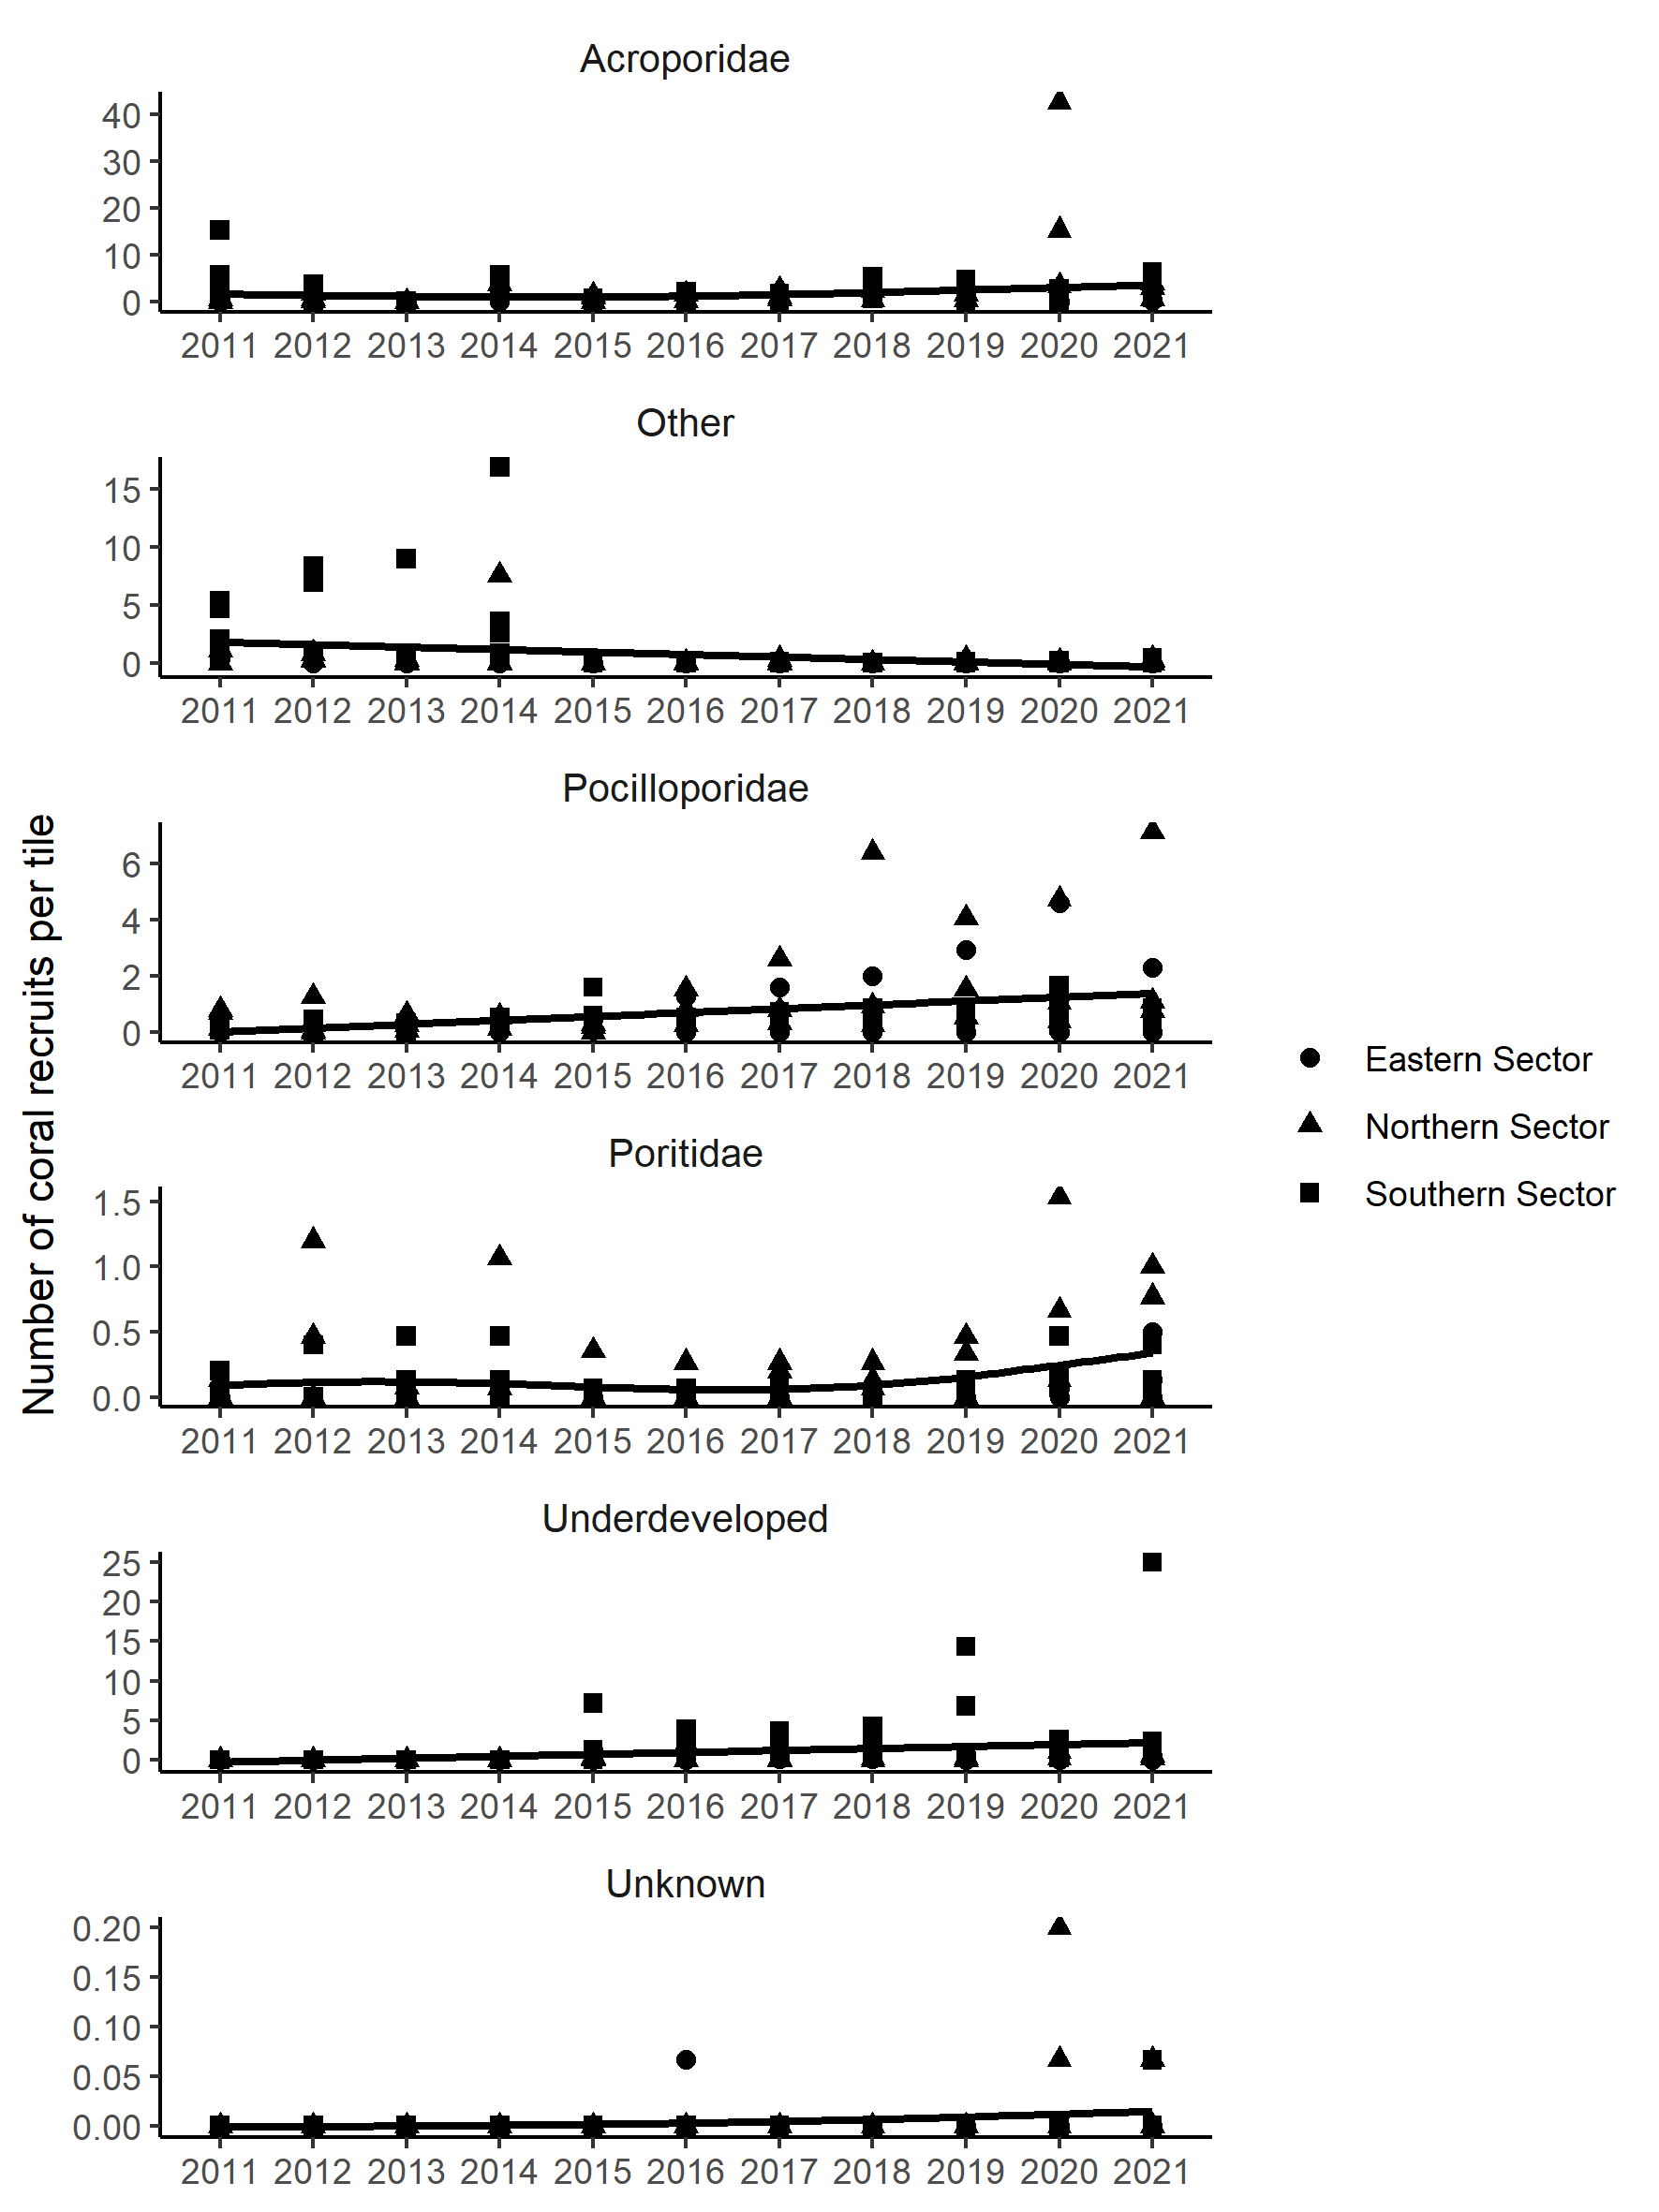 Acroporidae
40
30
20
10
0
2011 2012 2013 2014 2015 2016 2017 2018 2019 2020 2021
Other
15
10
5
0
2011 2012 2013 2014 2015 2016 2017 2018 2019 2020 2021
Pocilloporidae
6
4
2
0
2011 2012 2013 2014 2015 2016 2017 2018 2019 2020 2021
Number of coral recruits per tile
Poritidae
1.5
1.0
0.5
0.0
2011 2012 2013 2014 2015 2016 2017 2018 2019 2020 2021
Underdeveloped
25
20
15
10
5
0
2011 2012 2013 2014 2015 2016 2017 2018 2019 2020 2021
Unknown
0.20
0.15
0.10
0.05
0.00
2011 2012 2013 2014 2015 2016 2017 2018 2019 2020 2021
Eastern Sector
Northern Sector
Southern Sector